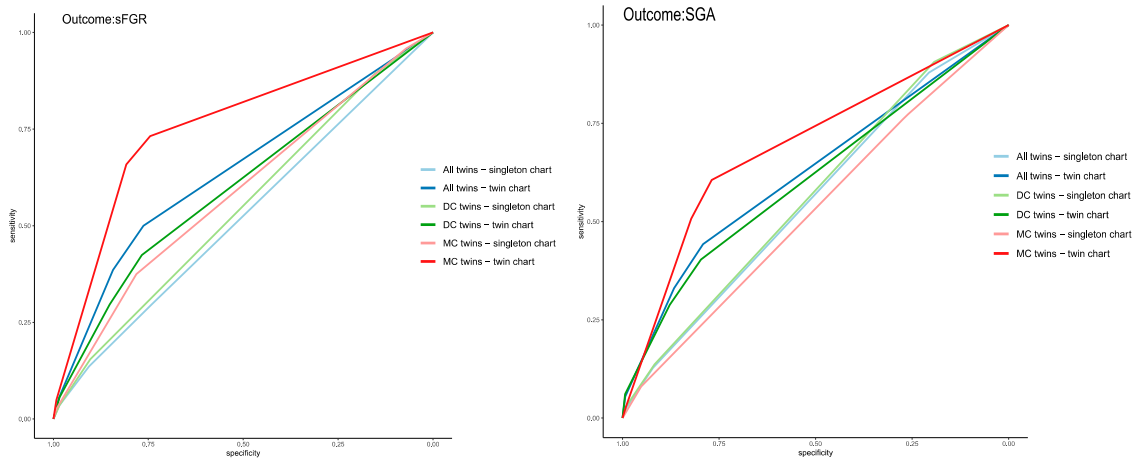 Outcome:sFGR
1,00
0,75
0,50
0,25
0,00
sensitivity
1,00
0,75
0,50
0,25
0,00
specificity
All twins − singleton chart
All twins − twin chart
DC twins − singleton chart
DC twins − twin chart
MC twins − singleton chart
MC twins − twin chart
Outcome:SGA
1,00
0,75
0,50
0,25
0,00
sensitivity
1,00
0,75
0,50
0,25
0,00
specificity
All twins − singleton chart
All twins − twin chart
DC twins − singleton chart
DC twins − twin chart
MC twins − singleton chart
MC twins − twin chart